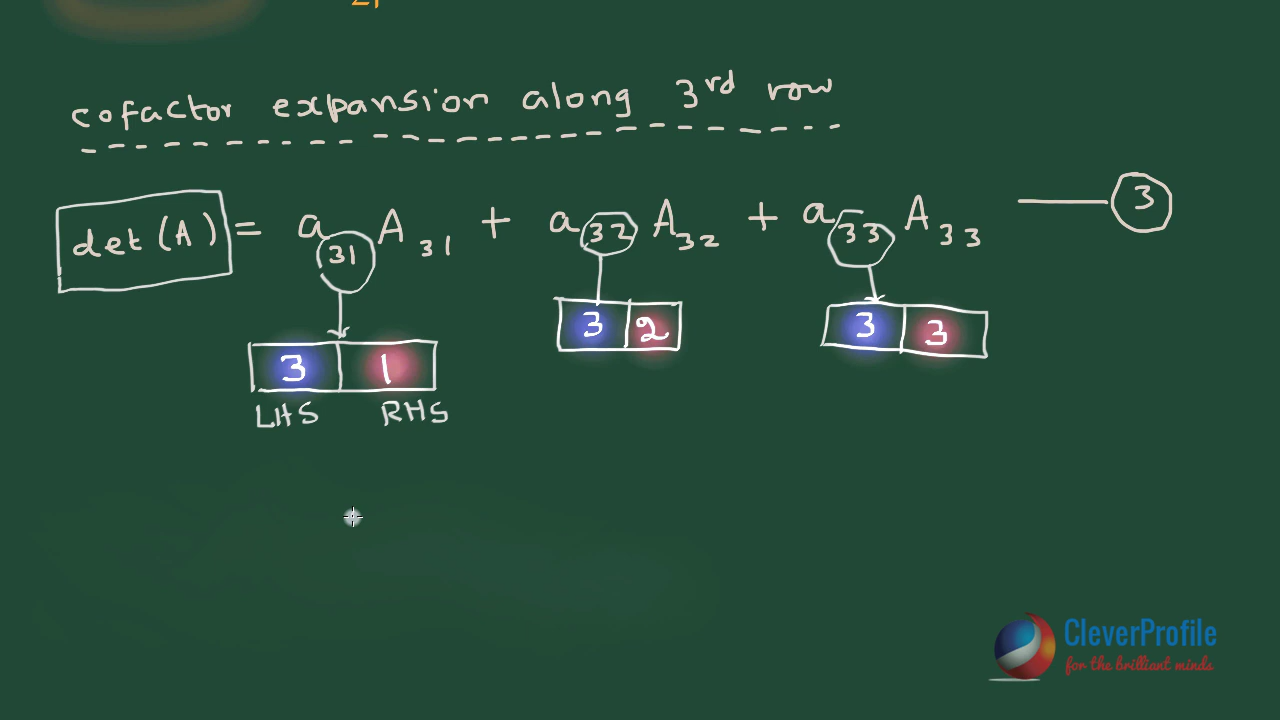 cofactor expansion along 3rd row
det (A) = a31 A31 + a32 A32 + a33 A33 3
3 2 3 3
3 1
LHS RHS
CleverProfile
for the brilliant minds